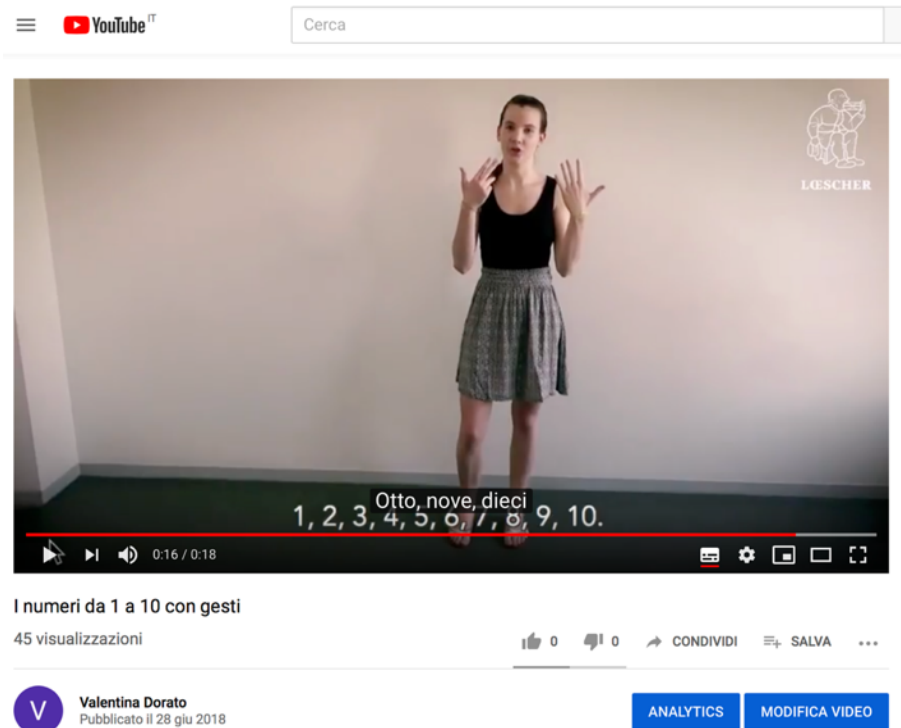 YouTube IT
Cerca
LŒSCHER
Otto, nove, dieci
1, 2, 3, 4, 5, 6, 7, 8, 9, 10.
0:16 / 0:18
I numeri da 1 a 10 con gesti
45 visualizzazioni
0 0 CONDIVIDI SALVA
V
Valentina Dorato
Pubblicato il 28 giu 2018
ANALYTICS MODIFICA VIDEO